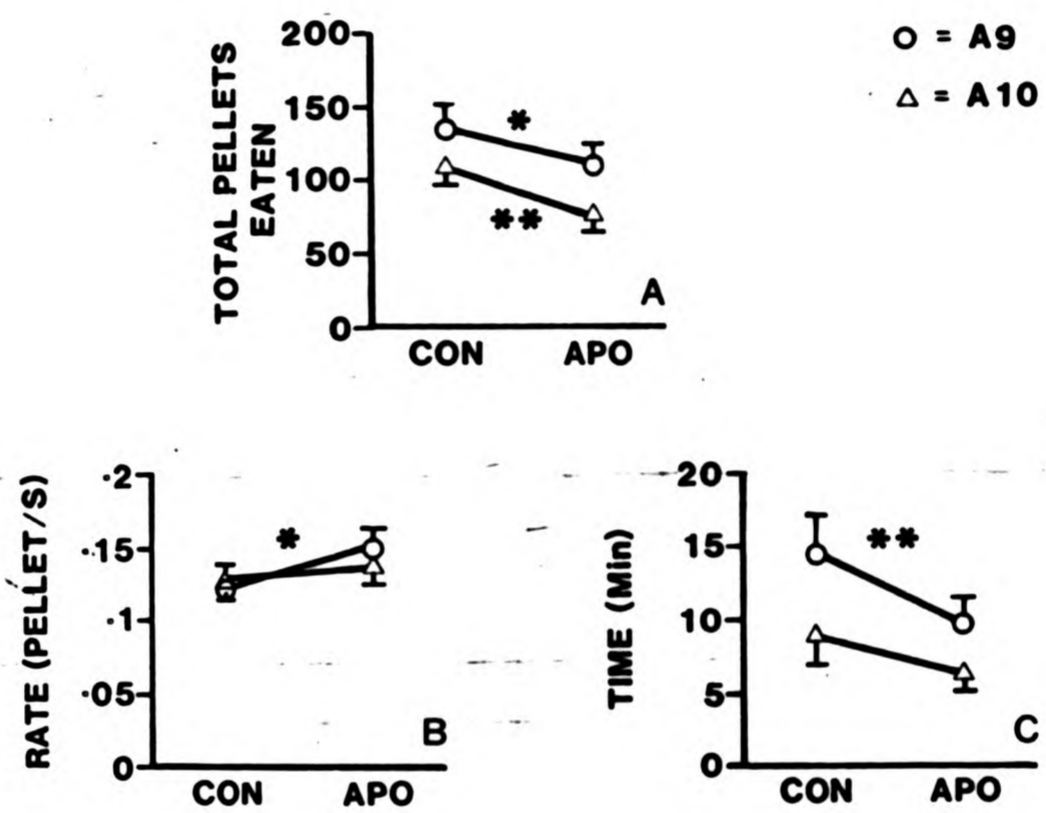 ○ = A9
△ = A10
TOTAL PELLETS
EATEN
200
150
100
50
0
*
**
A
CON APO
RATE (PELLET/S)
·2
·15
·1
·05
0
*
B
CON APO
TIME (Min)
20
15
10
5
0
**
C
CON APO